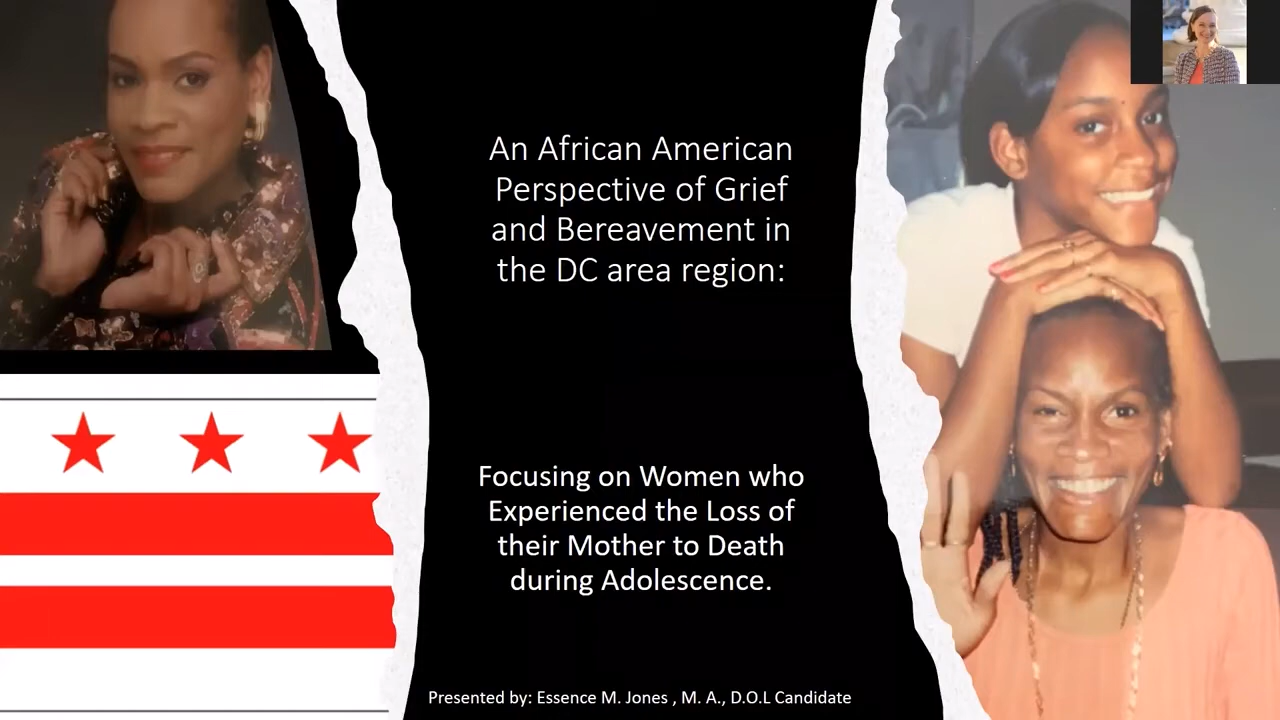 An African American
Perspective of Grief
and Bereavement in
the DC area region:
Focusing on Women who
Experienced the Loss of
their Mother to Death
during Adolescence.
Presented by: Essence M. Jones , M. A., D.O.L Candidate